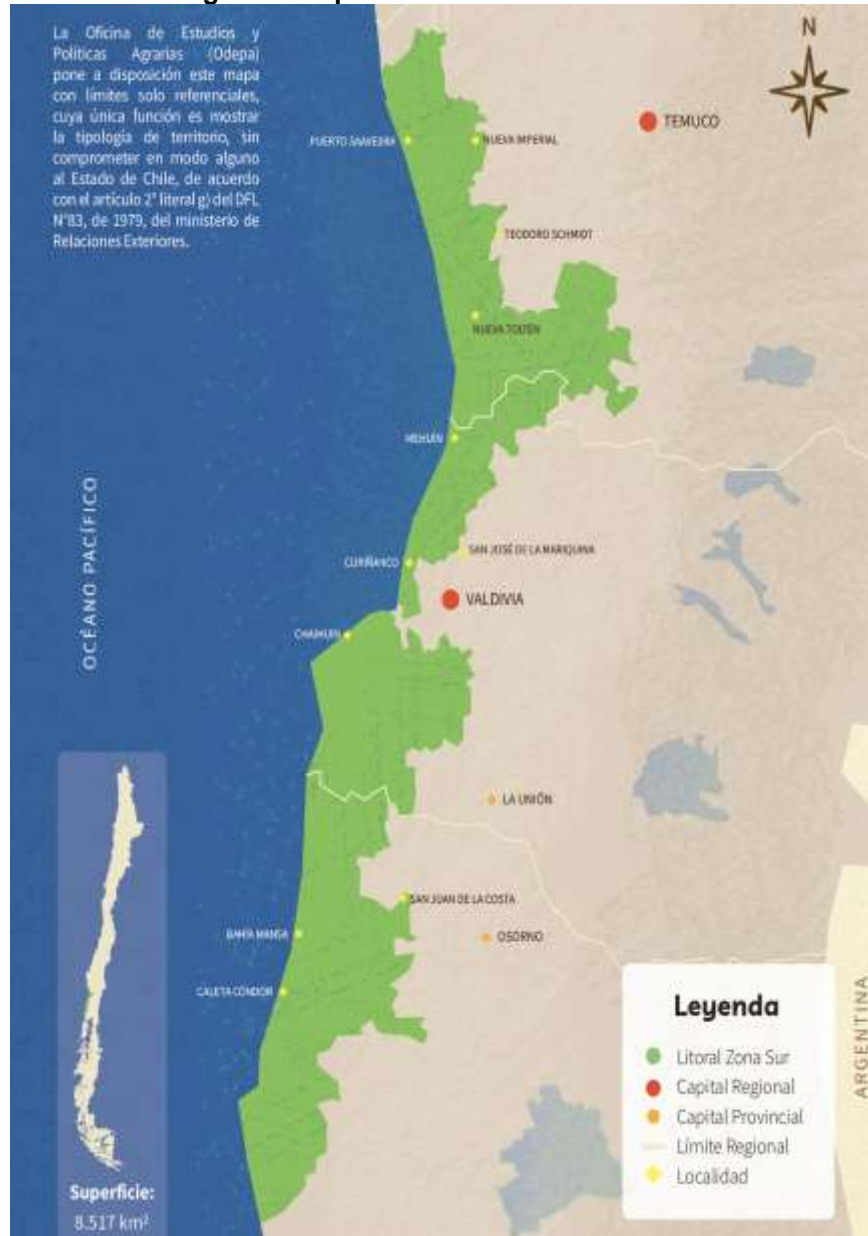 La Oficina de Estudios y
Políticas Agrarias (Odepa)
pone a disposición este mapa
con límites solo referenciales,
cuya única función es mostrar
la tipología de territorio, sin
comprometer en modo alguno
al Estado de Chile, de acuerdo
con el artículo 2° literal g) del DFL
N°83, de 1979, del ministerio de
Relaciones Exteriores.
N
TEMUCO
PUERTO SAAVEDRA
NUEVA IMPERIAL
TEODORO SCHMIDT
NUEVA TOLTÉN
MEHUÍN
OCÉANO PACÍFICO
SAN JOSÉ DE LA MARIQUINA
CURIÑANCO
VALDIVIA
CHAIHUÍN
LA UNIÓN
SAN JUAN DE LA COSTA
BAHÍA MANSA
OSORNO
CALETA CÓNDOR
ARGENTINA
Leyenda
Litoral Zona Sur
Capital Regional
Capital Provincial
Límite Regional
Localidad
Superficie:
8.517 km²